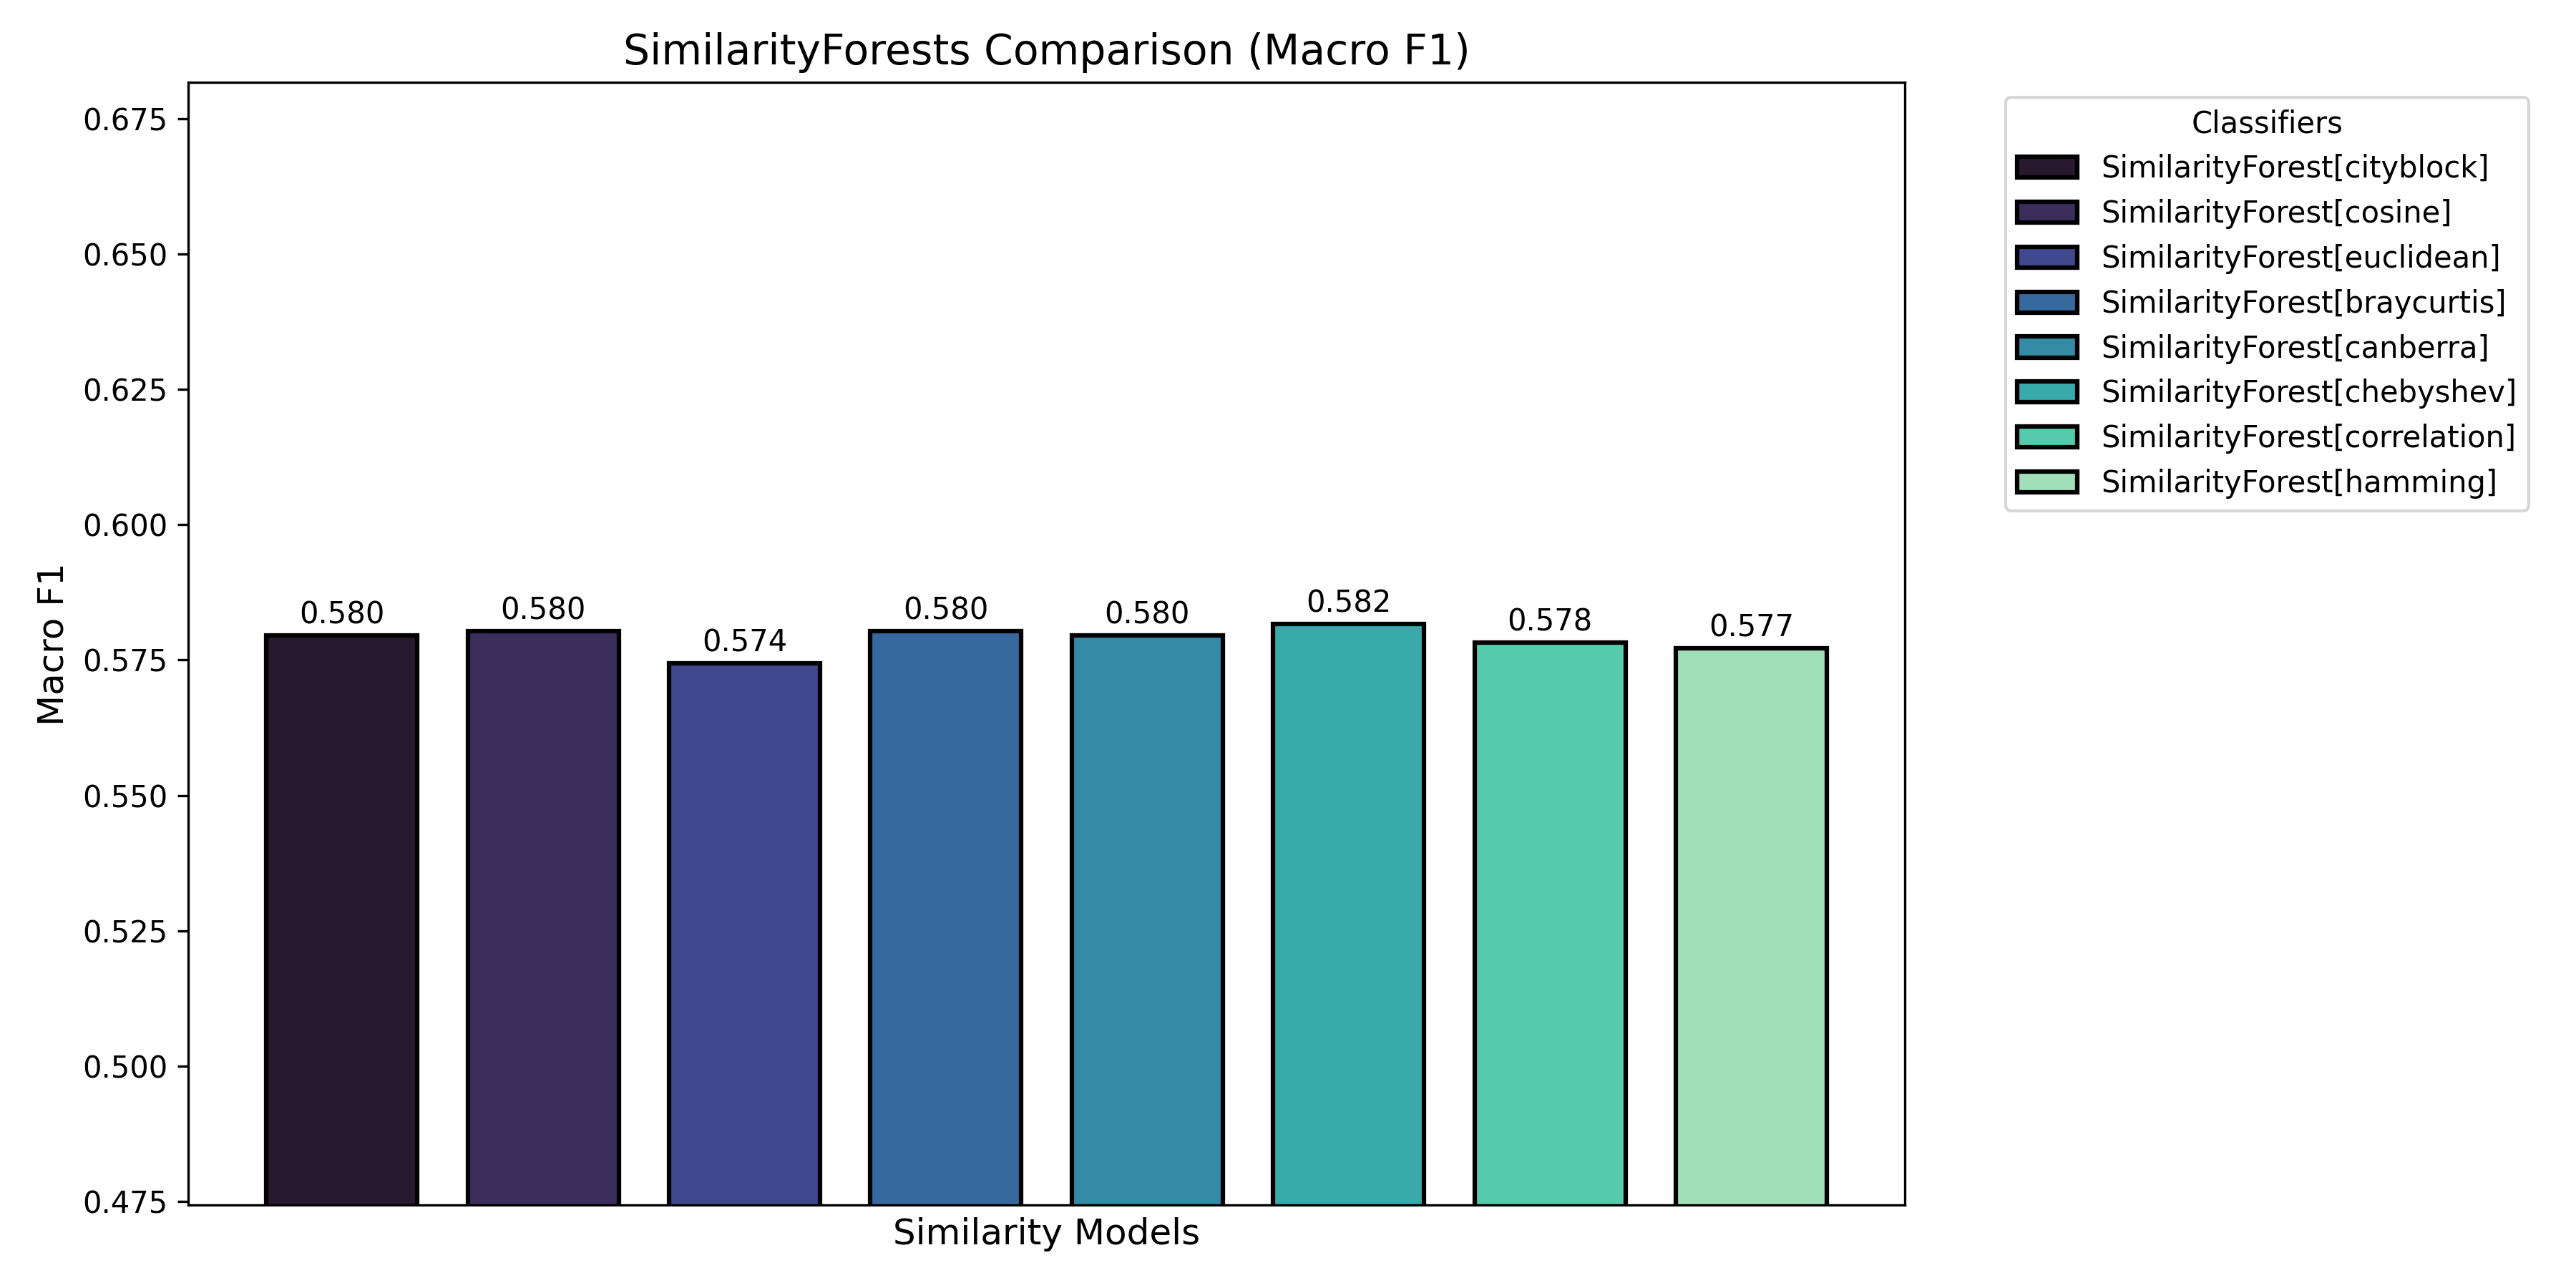 SimilarityForests Comparison (Macro F1)
Macro F1
0.675
0.650
0.625
0.600
0.575
0.550
0.525
0.500
0.475
0.580
0.580
0.574
0.580
0.580
0.582
0.578
0.577
Similarity Models
Classifiers
SimilarityForest[cityblock]
SimilarityForest[cosine]
SimilarityForest[euclidean]
SimilarityForest[braycurtis]
SimilarityForest[canberra]
SimilarityForest[chebyshev]
SimilarityForest[correlation]
SimilarityForest[hamming]